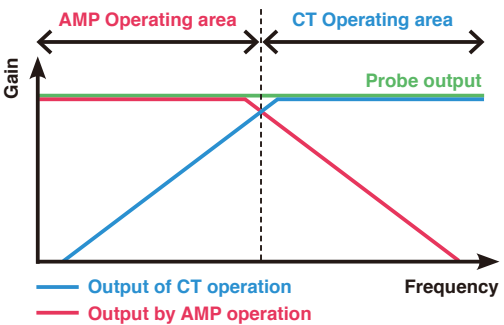 AMP Operating area
CT Operating area
Gain
Probe output
Output of CT operation
Frequency
Output by AMP operation